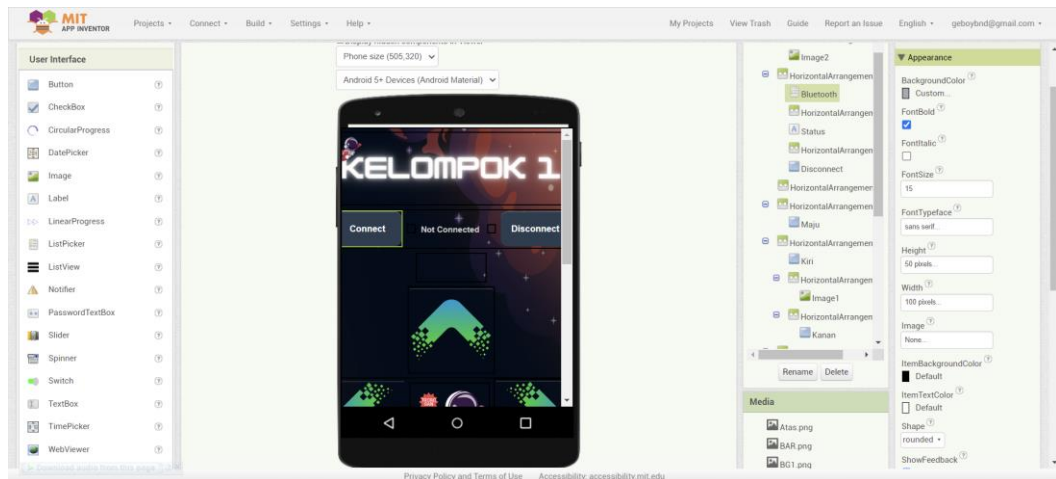 MIT
APP INVENTOR
Projects
Connect
Build
Settings
Help
My Projects
View Trash
Guide
Report an Issue
English
geboybnd@gmail.com
User Interface
Button
CheckBox
CircularProgress
DatePicker
Image
Label
LinearProgress
ListPicker
ListView
Notifier
PasswordTextBox
Slider
Spinner
Switch
TextBox
TimePicker
WebViewer
Phone size (505,320)
Android 5+ Devices (Android Material)
KELOMPOK 1
Connect
Not Connected
Disconnect
Image2
HorizontalArrangemen
Bluetooth
HorizontalArrangen
Status
HorizontalArrangen
Disconnect
HorizontalArrangemer
HorizontalArrangemen
Maju
HorizontalArrangemen
Kiri
HorizontalArrangem
Image1
HorizontalArrangen
Kanan
Rename
Delete
Media
Atas.png
BAR.png
BG1.png
Appearance
BackgroundColor
Custom...
FontBold
FontItalic
FontSize
15
FontTypeface
sans serif...
Height
50 pixels...
Width
100 pixels...
Image
None...
ItemBackgroundColor
Default
ItemTextColor
Default
Shape
rounded
ShowFeedback
Privacy Policy and Terms of Use
Accessibility: accessibility.mit.edu